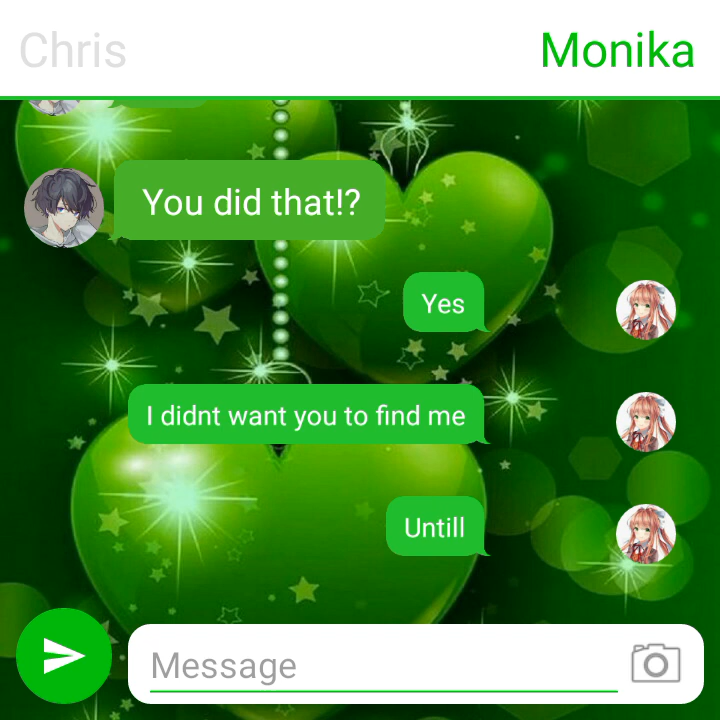 Chris
Monika
You did that!?
Yes
I didnt want you to find me
Untill
Message